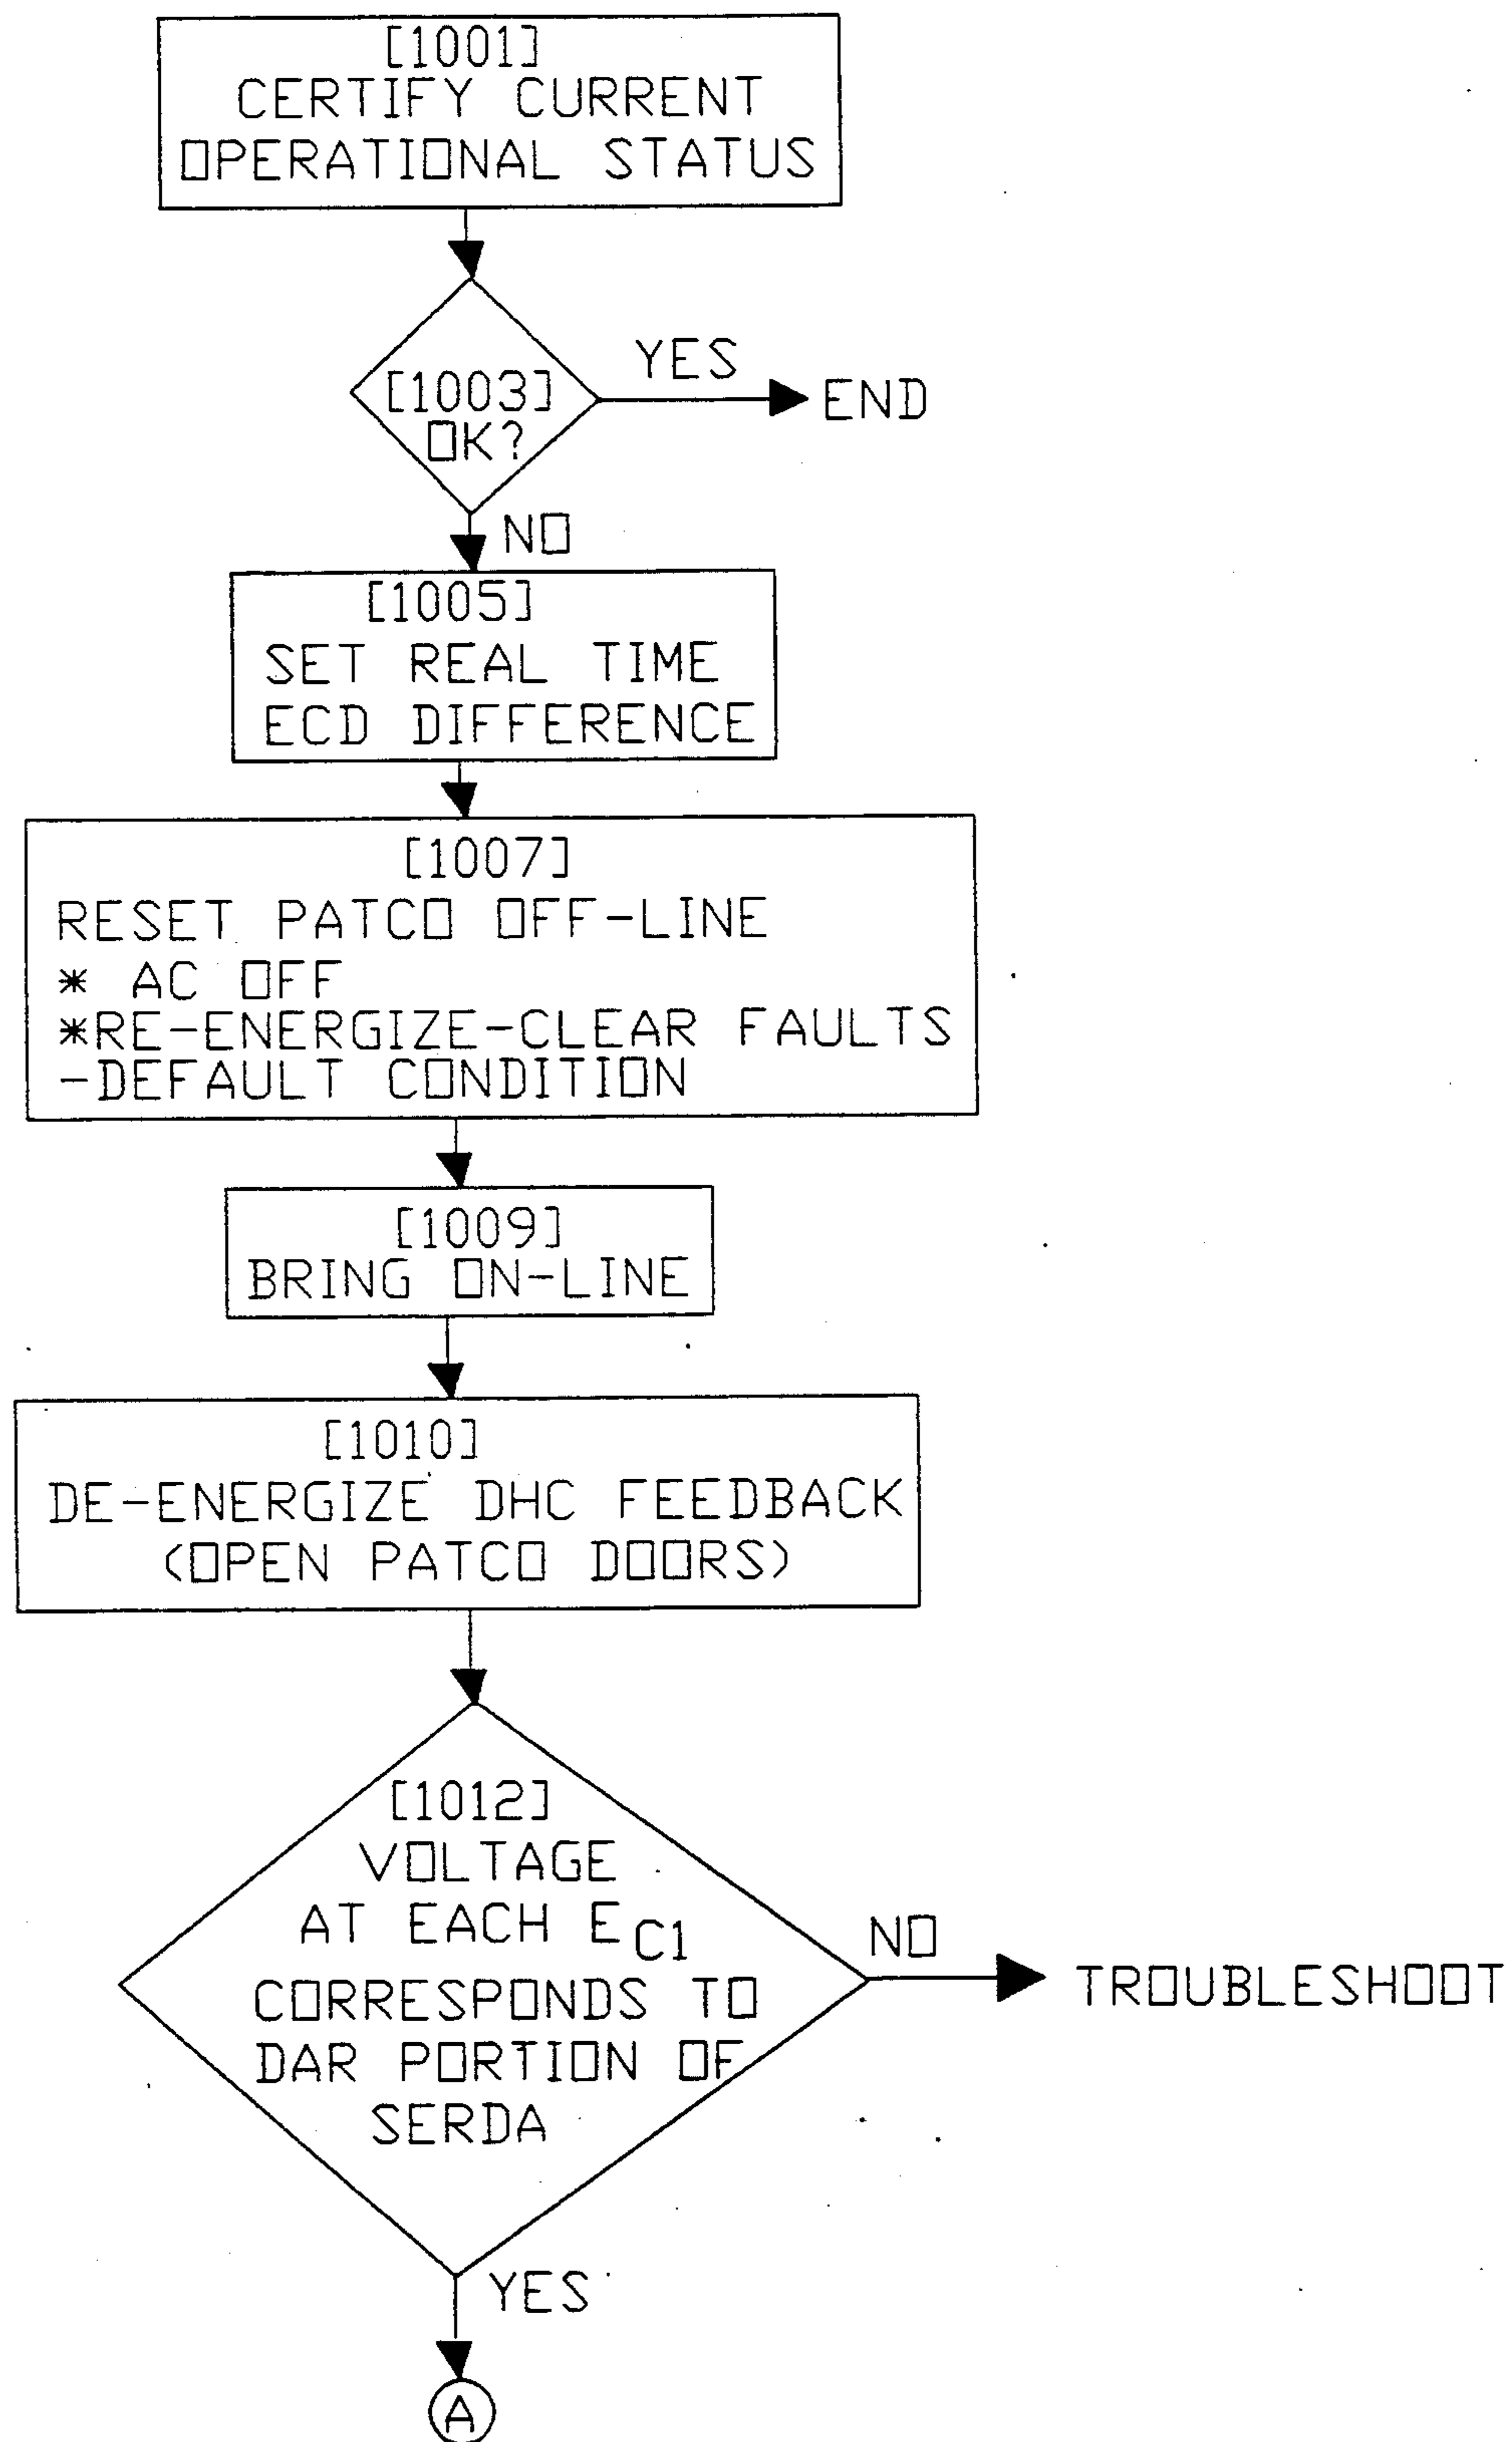 [1001]
CERTIFY CURRENT
OPERATIONAL STATUS
[1003]
OK?
YES
END
NO
[1005]
SET REAL TIME
ECD DIFFERENCE
[1007]
RESET PATCO OFF-LINE
* AC OFF
*RE-ENERGIZE-CLEAR FAULTS
-DEFAULT CONDITION
[1009]
BRING ON-LINE
[1010]
DE-ENERGIZE DHC FEEDBACK
(OPEN PATCO DOORS)
[1012]
VOLTAGE
AT EACH EC1
CORRESPONDS TO
DAR PORTION OF
SERDA
NO
TROUBLESHOOT
YES
A